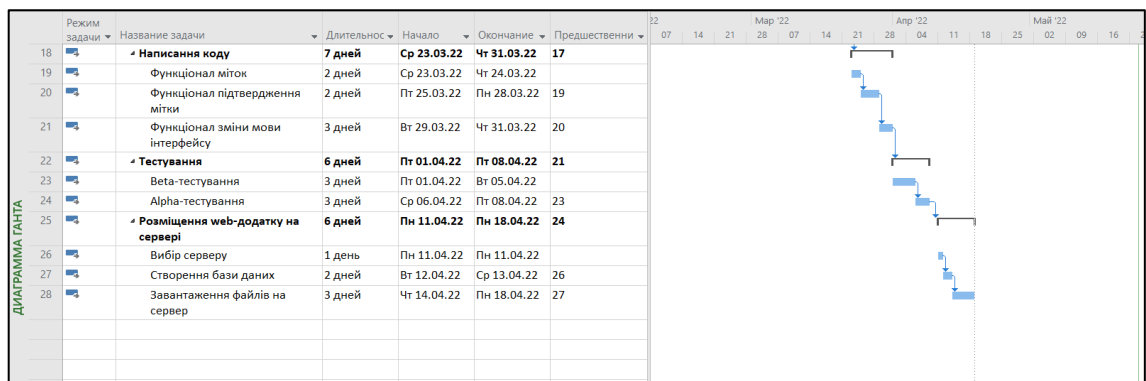 22 Мар '22 Апр '22 Май '22
Режим задачи Название задачи Длительнос Начало Окончание Предшественни 07 14 21 28 07 14 21 28 04 11 18 25 02 09 16 2
18 Написання коду 7 дней Ср 23.03.22 Чт 31.03.22 17
19 Функціонал міток 2 дней Ср 23.03.22 Чт 24.03.22
20 Функціонал підтвердження мітки 2 дней Пт 25.03.22 Пн 28.03.22 19
21 Функціонал зміни мови інтерфейсу 3 дней Вт 29.03.22 Чт 31.03.22 20
22 Тестування 6 дней Пт 01.04.22 Пт 08.04.22 21
23 Beta-тестування 3 дней Пт 01.04.22 Вт 05.04.22
24 Alpha-тестування 3 дней Ср 06.04.22 Пт 08.04.22 23
25 Розміщення web-додатку на сервері 6 дней Пн 11.04.22 Пн 18.04.22 24
26 Вибір серверу 1 день Пн 11.04.22 Пн 11.04.22
27 Створення бази даних 2 дней Вт 12.04.22 Ср 13.04.22 26
28 Завантаження файлів на сервер 3 дней Чт 14.04.22 Пн 18.04.22 27
ДИАГРАММА ГАНТА